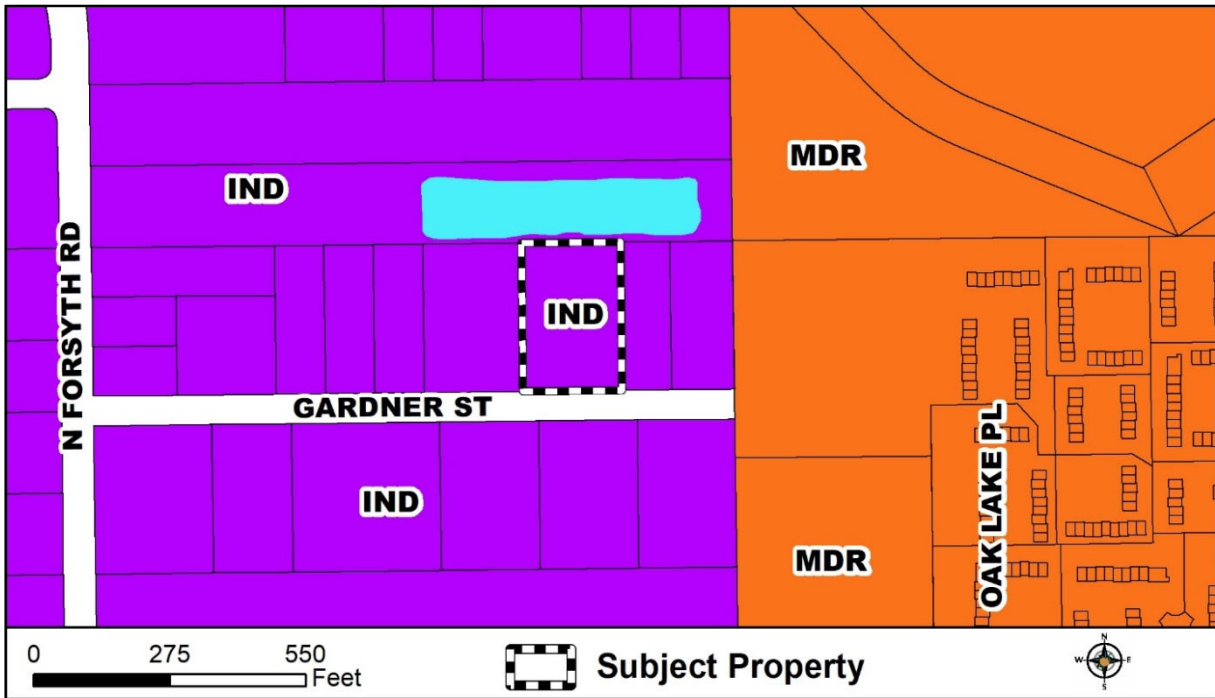 MDR
IND
IND
N FORSYTH RD
GARDNER ST
IND
MDR
OAK LAKE PL
0 275 550
Feet
Subject Property
N
W E
S